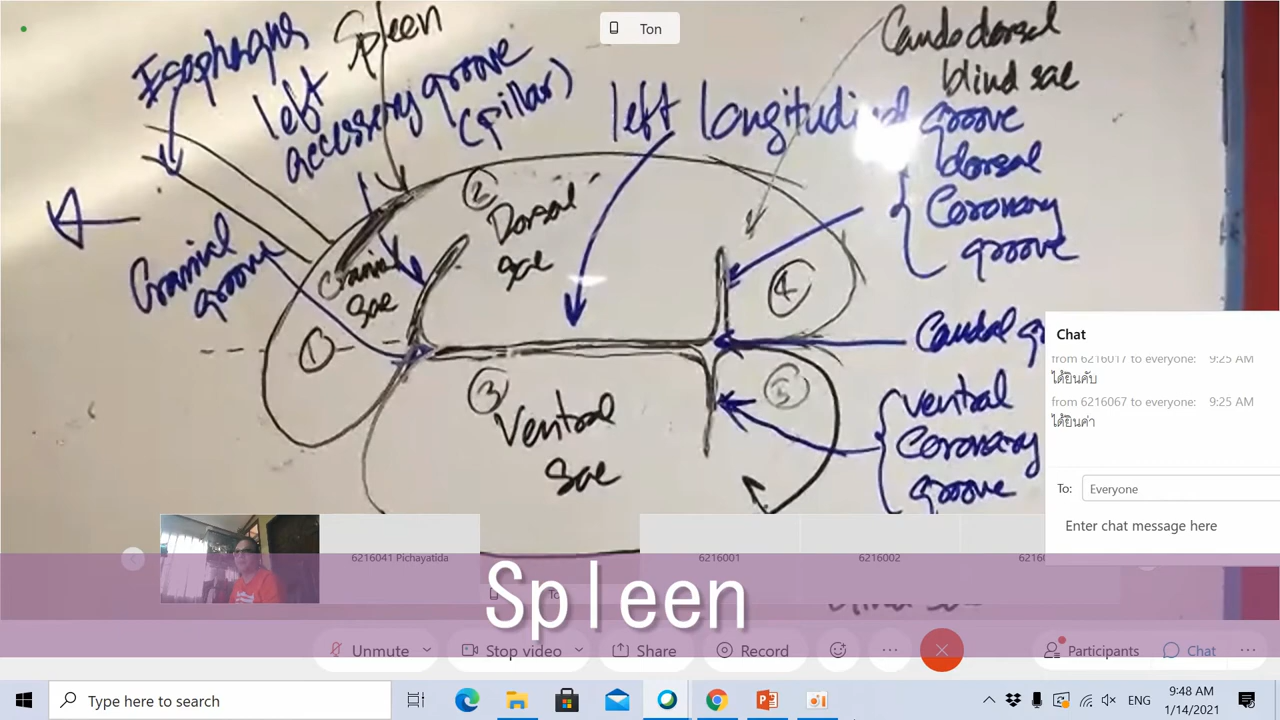 Ton
Esophagus
Spleen
left
accessory groove
(pillar)
left longitudinal groove
Caudodorsal
blind sac
dorsal
Coronary
groove
Cranial
groove
Cranial
Sac
①
②
Dorsal
Sac
④
Caudal
③
Ventral
Sac
⑤
ventral
Coronary
groove
Chat
from 6216017 to everyone: 9:25 AM
ได้ยินคับ
from 6216067 to everyone: 9:25 AM
ได้ยินค่า
To: Everyone
Enter chat message here
6216041 Pichayatida
6216001
6216002
Spleen
Unmute
Stop video
Share
Record
Participants
Chat
Type here to search
ENG
9:48 AM
1/14/2021